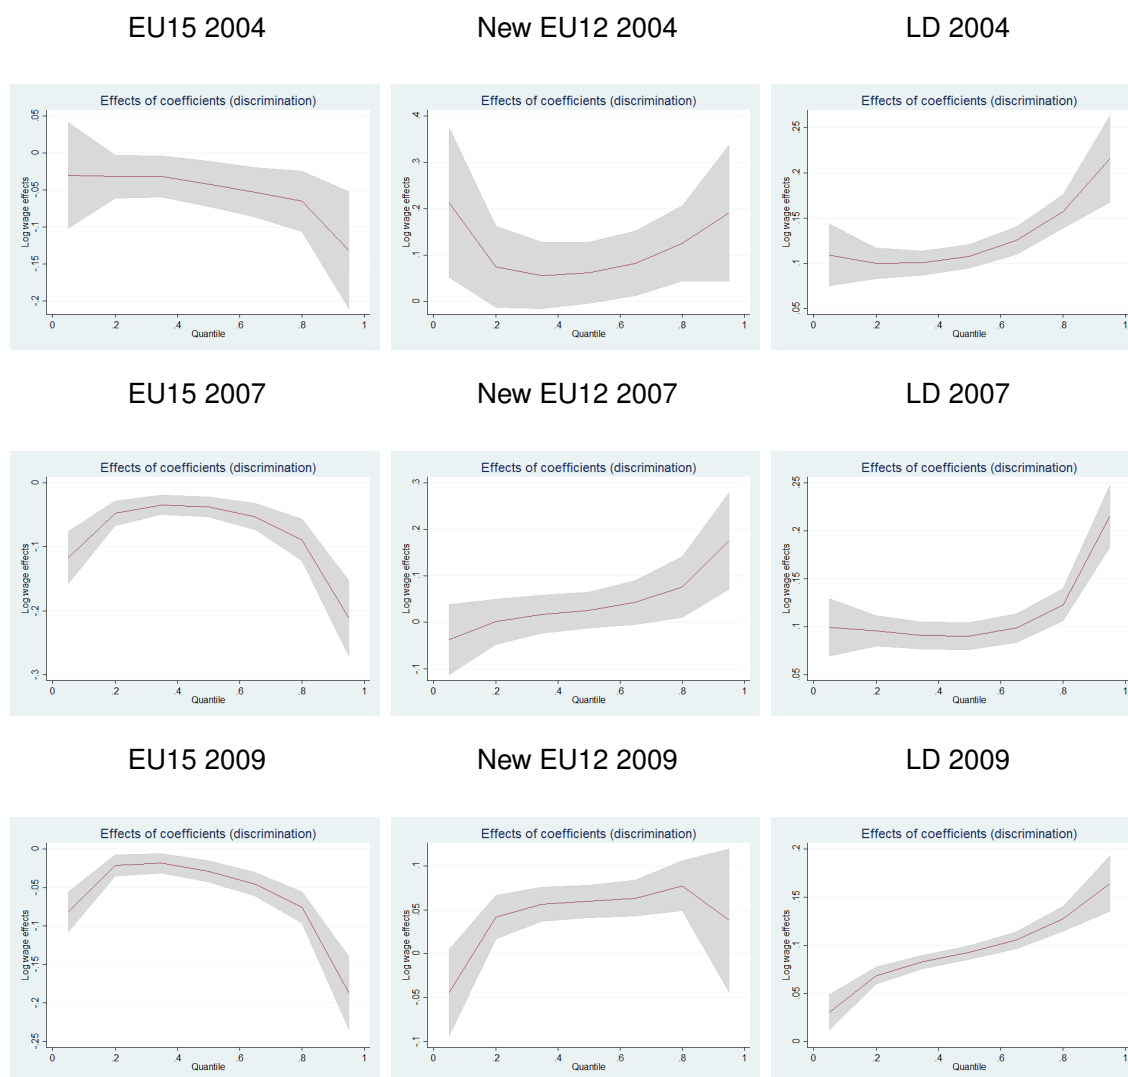 EU15 2004 New EU12 2004 LD 2004
Effects of coefficients (discrimination) Effects of coefficients (discrimination) Effects of coefficients (discrimination)
Log wage effects Log wage effects Log wage effects
.05 0 -.05 -.1 -.15 -.2
.4 .3 .2 .1 0
.25 .2 .15 .1 .05
0 .2 .4 .6 .8 1 0 .2 .4 .6 .8 1 0 .2 .4 .6 .8 1
Quantile Quantile Quantile
EU15 2007 New EU12 2007 LD 2007
Effects of coefficients (discrimination) Effects of coefficients (discrimination) Effects of coefficients (discrimination)
Log wage effects Log wage effects Log wage effects
0 -.1 -.2 -.3
.3 .2 .1 0 -.1
.25 .2 .15 .1 .05
0 .2 .4 .6 .8 1 0 .2 .4 .6 .8 1 0 .2 .4 .6 .8 1
Quantile Quantile Quantile
EU15 2009 New EU12 2009 LD 2009
Effects of coefficients (discrimination) Effects of coefficients (discrimination) Effects of coefficients (discrimination)
Log wage effects Log wage effects Log wage effects
0 -.05 -.1 -.15 -.2 -.25
.1 .05 0 -.05 -.1
.2 .15 .1 .05 0
0 .2 .4 .6 .8 1 0 .2 .4 .6 .8 1 0 .2 .4 .6 .8 1
Quantile Quantile Quantile